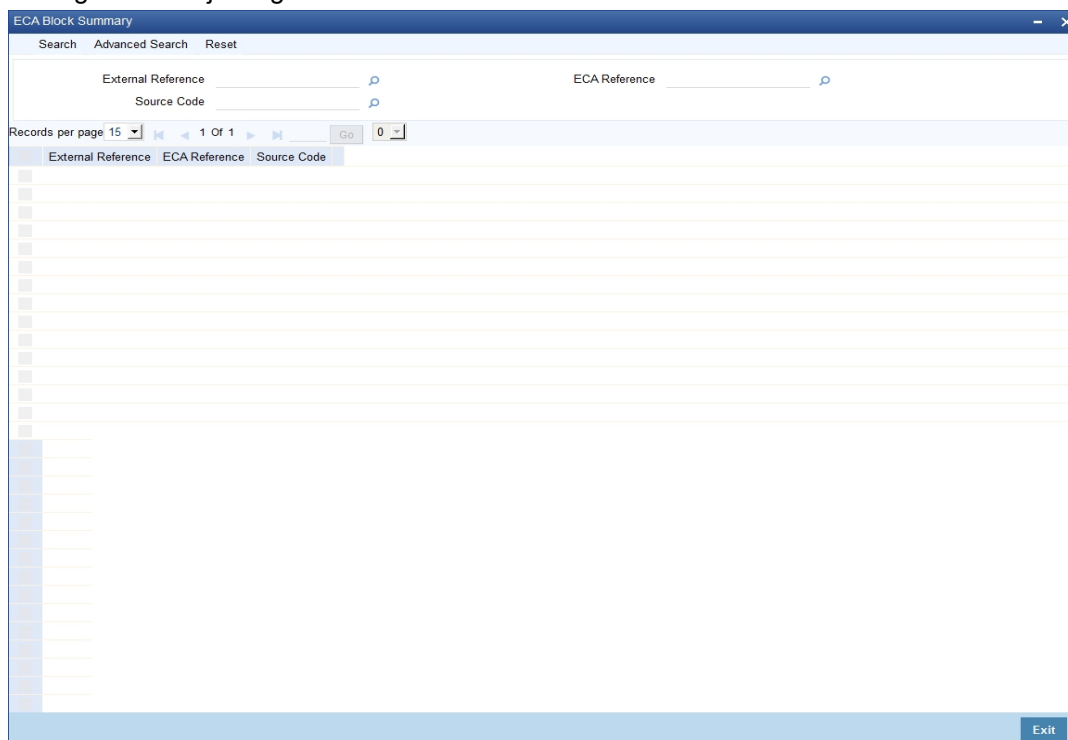 ECA Block Summary
Search Advanced Search Reset
External Reference ECA Reference
Source Code
Records per page 15 1 Of 1 Go 0
External Reference ECA Reference Source Code
Exit